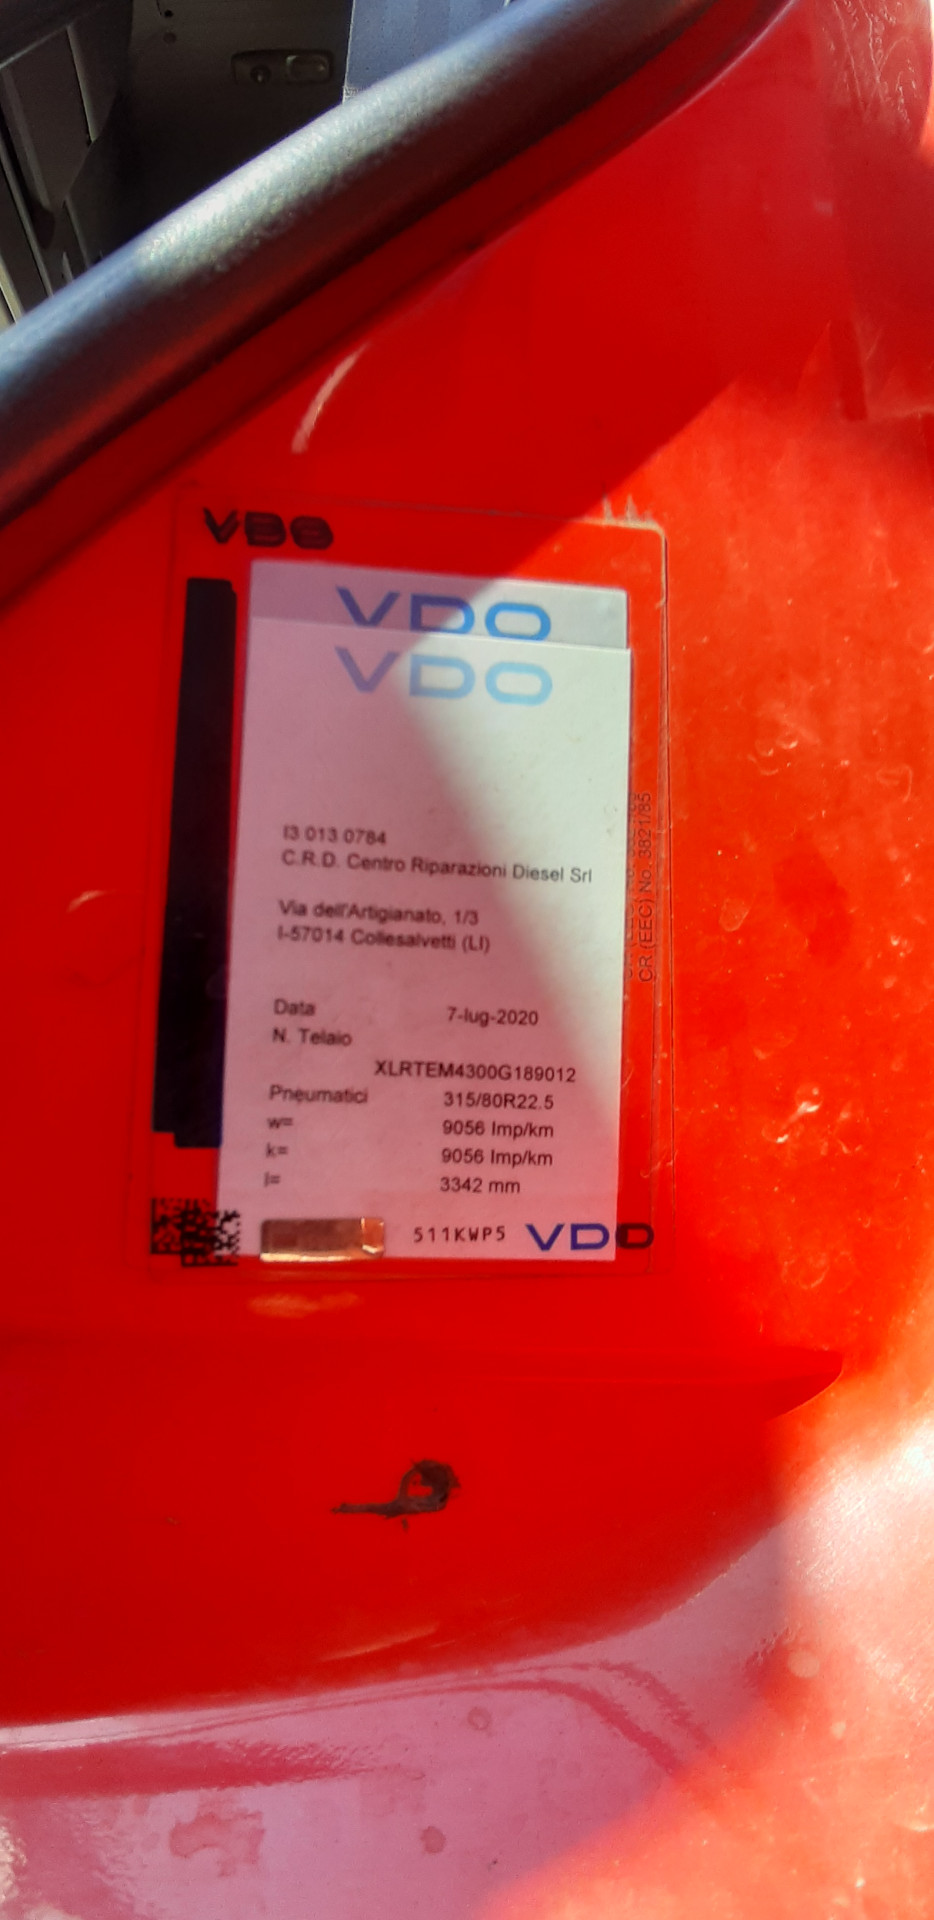 VDO
VDO
VDO
I3 013 0784
C.R.D. Centro Riparazioni Diesel Srl
Via dell'Artigianato, 1/3
I-57014 Collesalvetti (LI)
Data 7-lug-2020
N. Telaio
XLRTEM4300G189012
Pneumatici 315/80R22.5
w= 9056 Imp/km
k= 9056 Imp/km
l= 3342 mm
511KWP5 VDO
CR (EEC) No. 3821/85